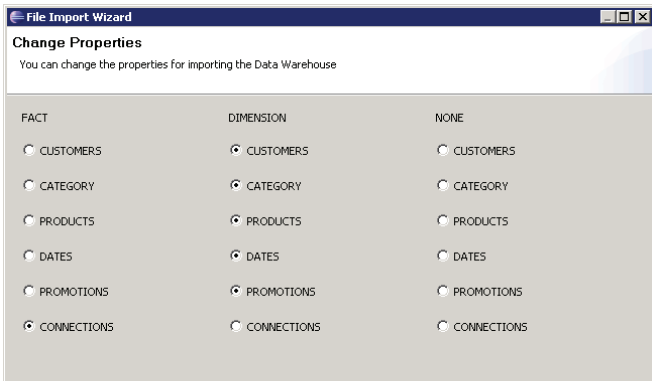 File Import Wizard
Change Properties
You can change the properties for importing the Data Warehouse
FACT DIMENSION NONE
CUSTOMERS CUSTOMERS CUSTOMERS
CATEGORY CATEGORY CATEGORY
PRODUCTS PRODUCTS PRODUCTS
DATES DATES DATES
PROMOTIONS PROMOTIONS PROMOTIONS
CONNECTIONS CONNECTIONS CONNECTIONS